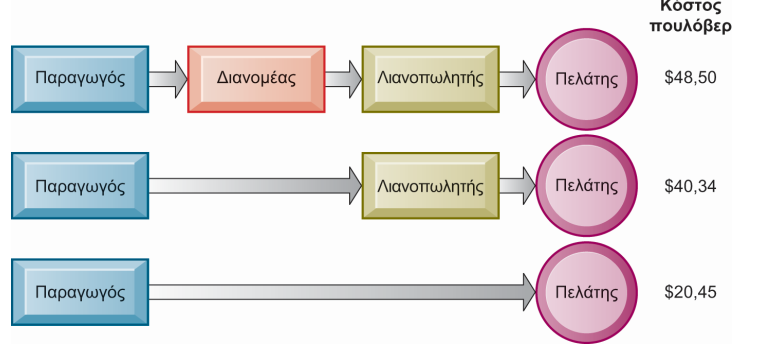 Κόστος
πουλόβερ
Παραγωγός Διανομέας Λιανοπωλητής Πελάτης $48,50
Παραγωγός Λιανοπωλητής Πελάτης $40,34
Παραγωγός Πελάτης $20,45